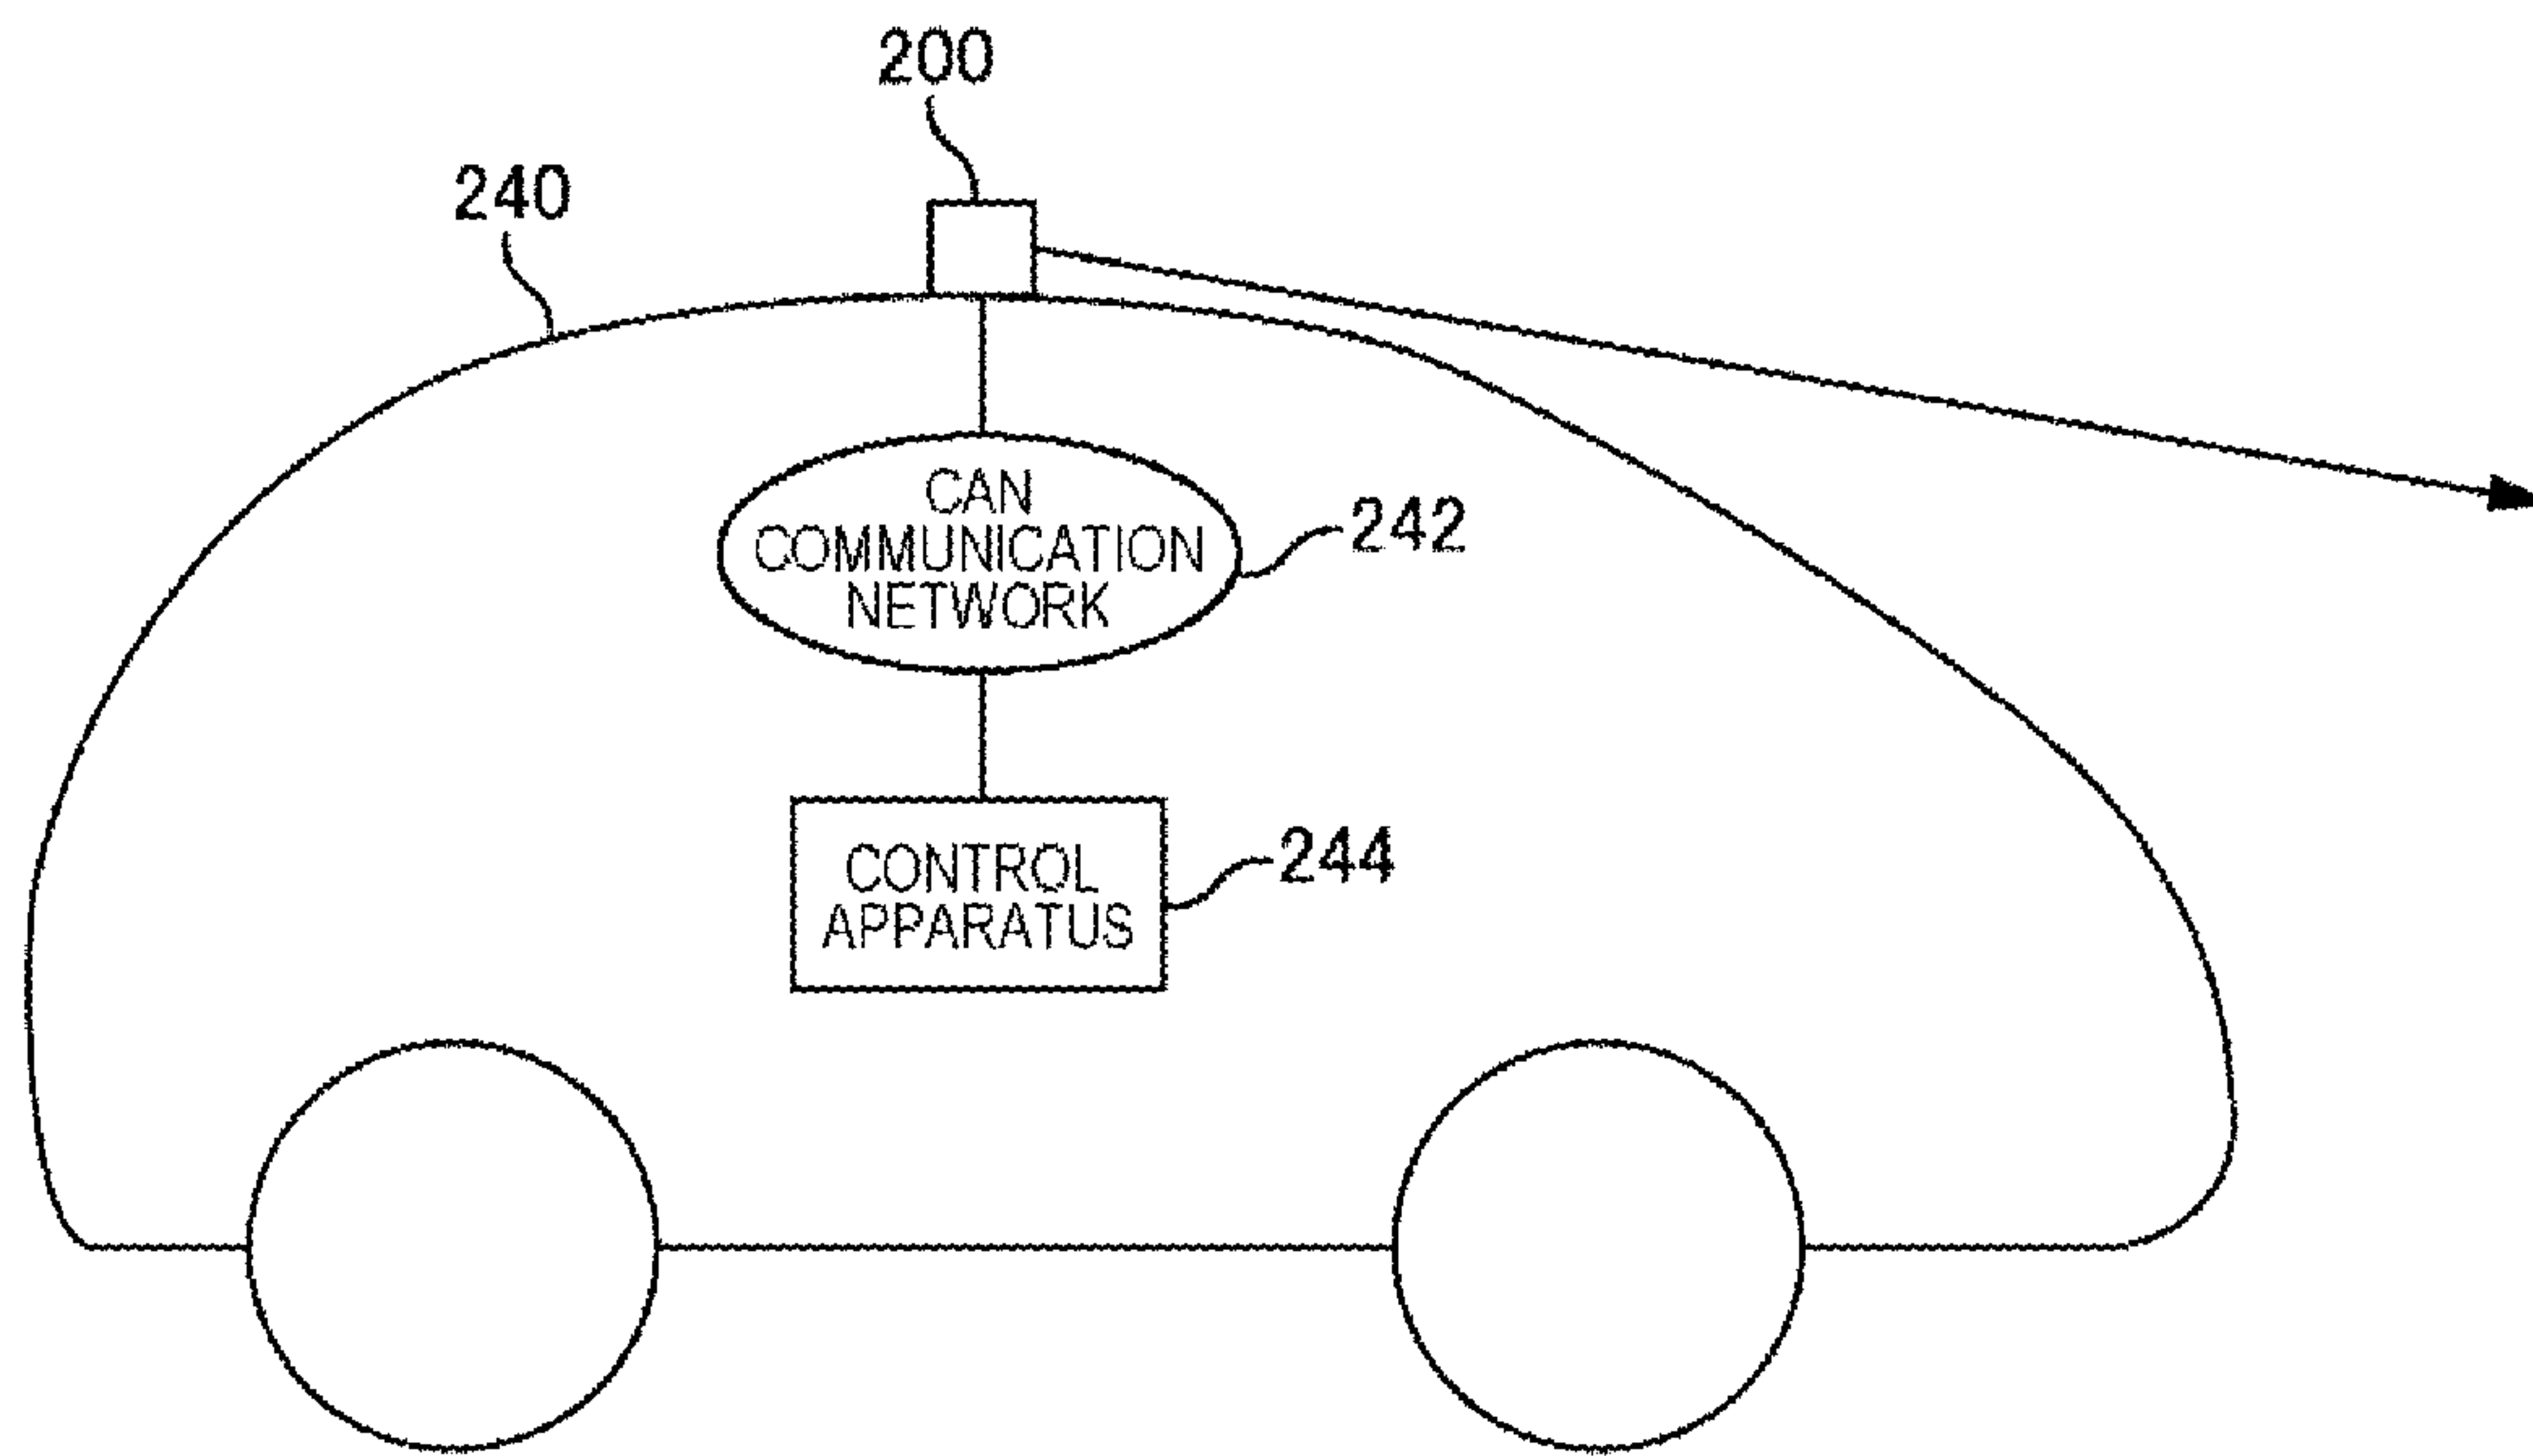 200
240
CAN
COMMUNICATION
NETWORK
242
CONTROL
APPARATUS
244